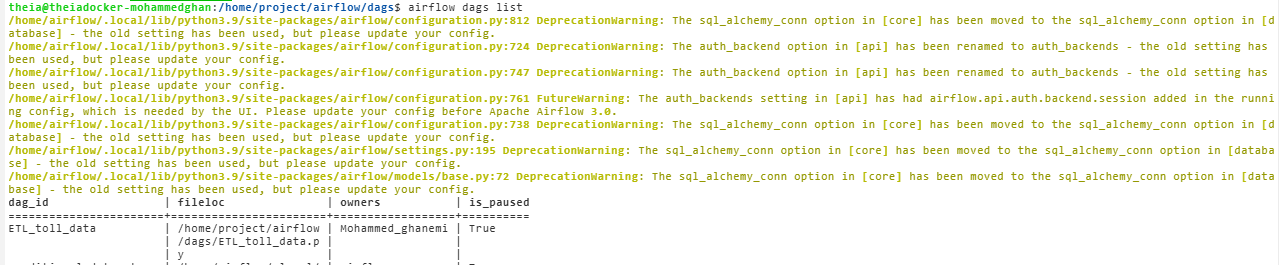 theia@theiadocker-mohammedghan:/home/project/airflow/dags$ airflow dags list
/home/airflow/.local/lib/python3.9/site-packages/airflow/configuration.py:812 DeprecationWarning: The sql_alchemy_conn option in [core] has been moved to the sql_alchemy_conn option in [d
atabase] - the old setting has been used, but please update your config.
/home/airflow/.local/lib/python3.9/site-packages/airflow/configuration.py:724 DeprecationWarning: The auth_backend option in [api] has been renamed to auth_backends - the old setting has
been used, but please update your config.
/home/airflow/.local/lib/python3.9/site-packages/airflow/configuration.py:747 DeprecationWarning: The auth_backend option in [api] has been renamed to auth_backends - the old setting has
been used, but please update your config.
/home/airflow/.local/lib/python3.9/site-packages/airflow/configuration.py:761 FutureWarning: The auth_backends setting in [api] has had airflow.api.auth.backend.session added in the runni
ng config, which is needed by the UI. Please update your config before Apache Airflow 3.0.
/home/airflow/.local/lib/python3.9/site-packages/airflow/configuration.py:738 DeprecationWarning: The sql_alchemy_conn option in [core] has been moved to the sql_alchemy_conn option in [d
atabase] - the old setting has been used, but please update your config.
/home/airflow/.local/lib/python3.9/site-packages/airflow/settings.py:195 DeprecationWarning: The sql_alchemy_conn option in [core] has been moved to the sql_alchemy_conn option in [databa
se] - the old setting has been used, but please update your config.
/home/airflow/.local/lib/python3.9/site-packages/airflow/models/base.py:72 DeprecationWarning: The sql_alchemy_conn option in [core] has been moved to the sql_alchemy_conn option in [data
base] - the old setting has been used, but please update your config.
dag_id | fileloc | owners | is_paused
=======================+======================+==================+==========
ETL_toll_data | /home/project/airflow | Mohammed_ghanemi | True
| /dags/ETL_toll_data.p | |
| y | |